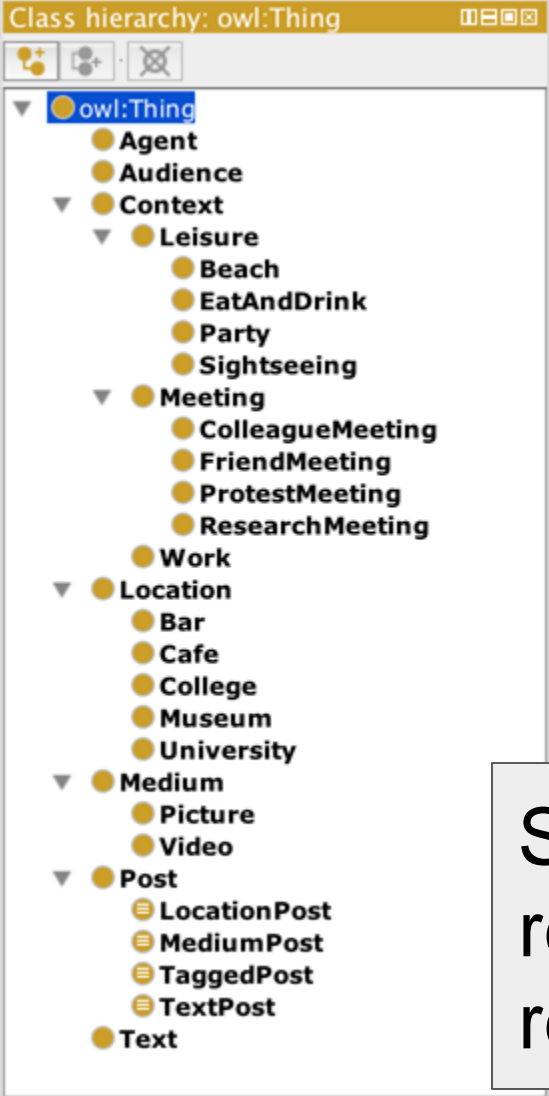 Class hierarchy: owl:Thing
owl:Thing
Agent
Audience
Context
Leisure
Beach
EatAndDrink
Party
Sightseeing
Meeting
ColleagueMeeting
FriendMeeting
ProtestMeeting
ResearchMeeting
Work
Location
Bar
Cafe
College
Museum
University
Medium
Picture
Video
Post
LocationPost
MediumPost
TaggedPost
TextPost
Text